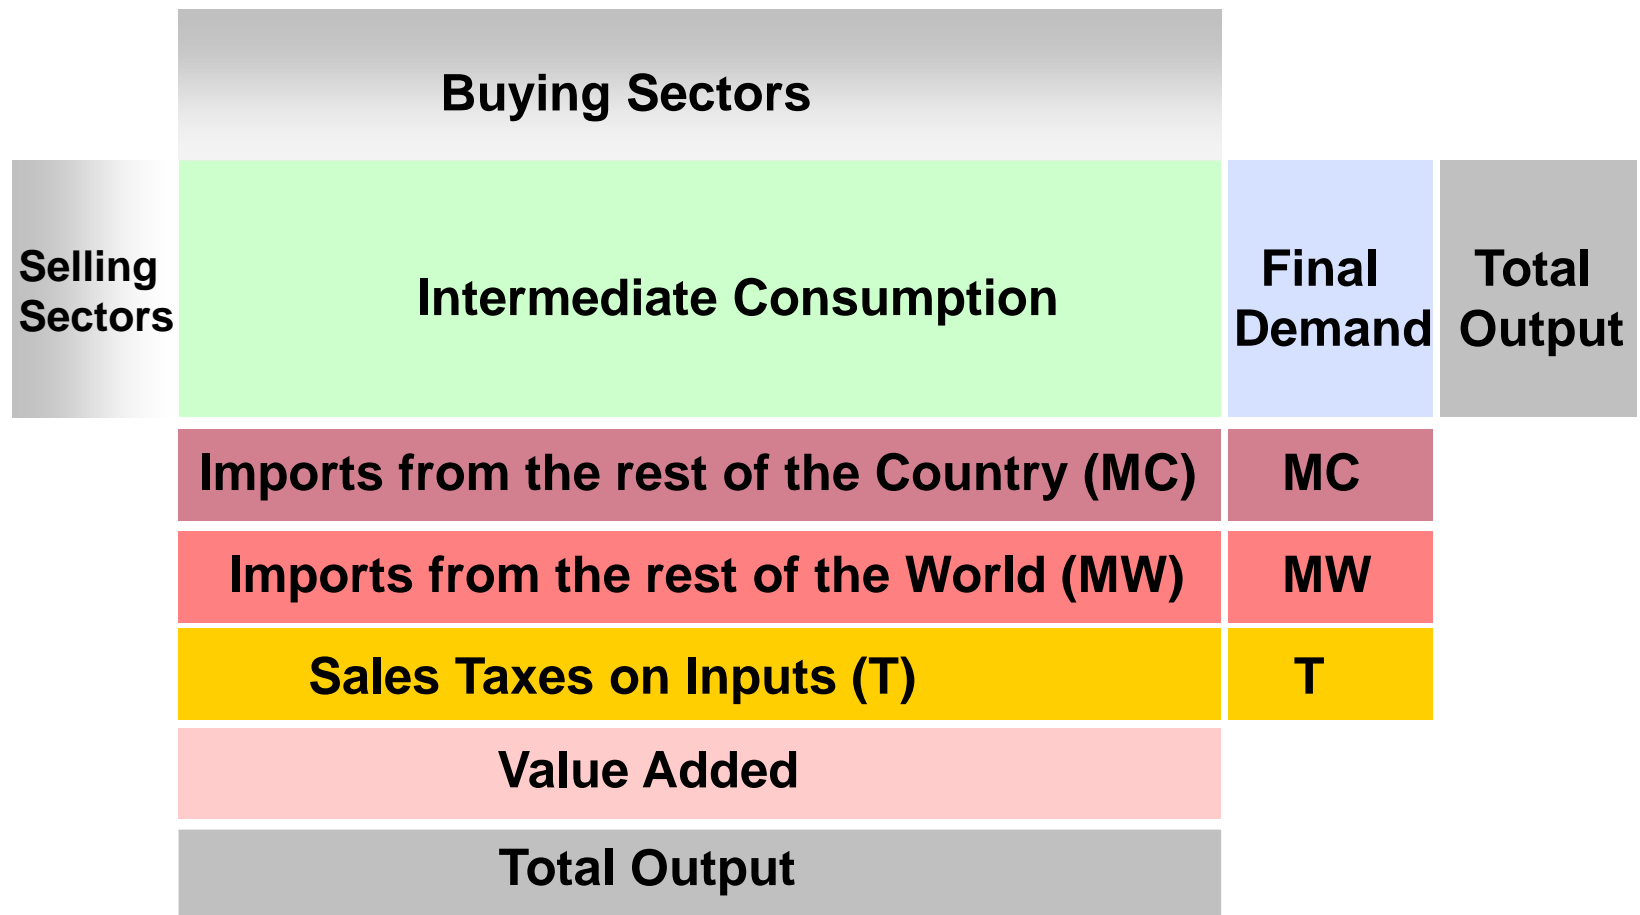 Buying Sectors
Selling
Sectors
Intermediate Consumption
Final
Demand
Total
Output
Imports from the rest of the Country (MC)
MC
Imports from the rest of the World (MW)
MW
Sales Taxes on Inputs (T)
T
Value Added
Total Output